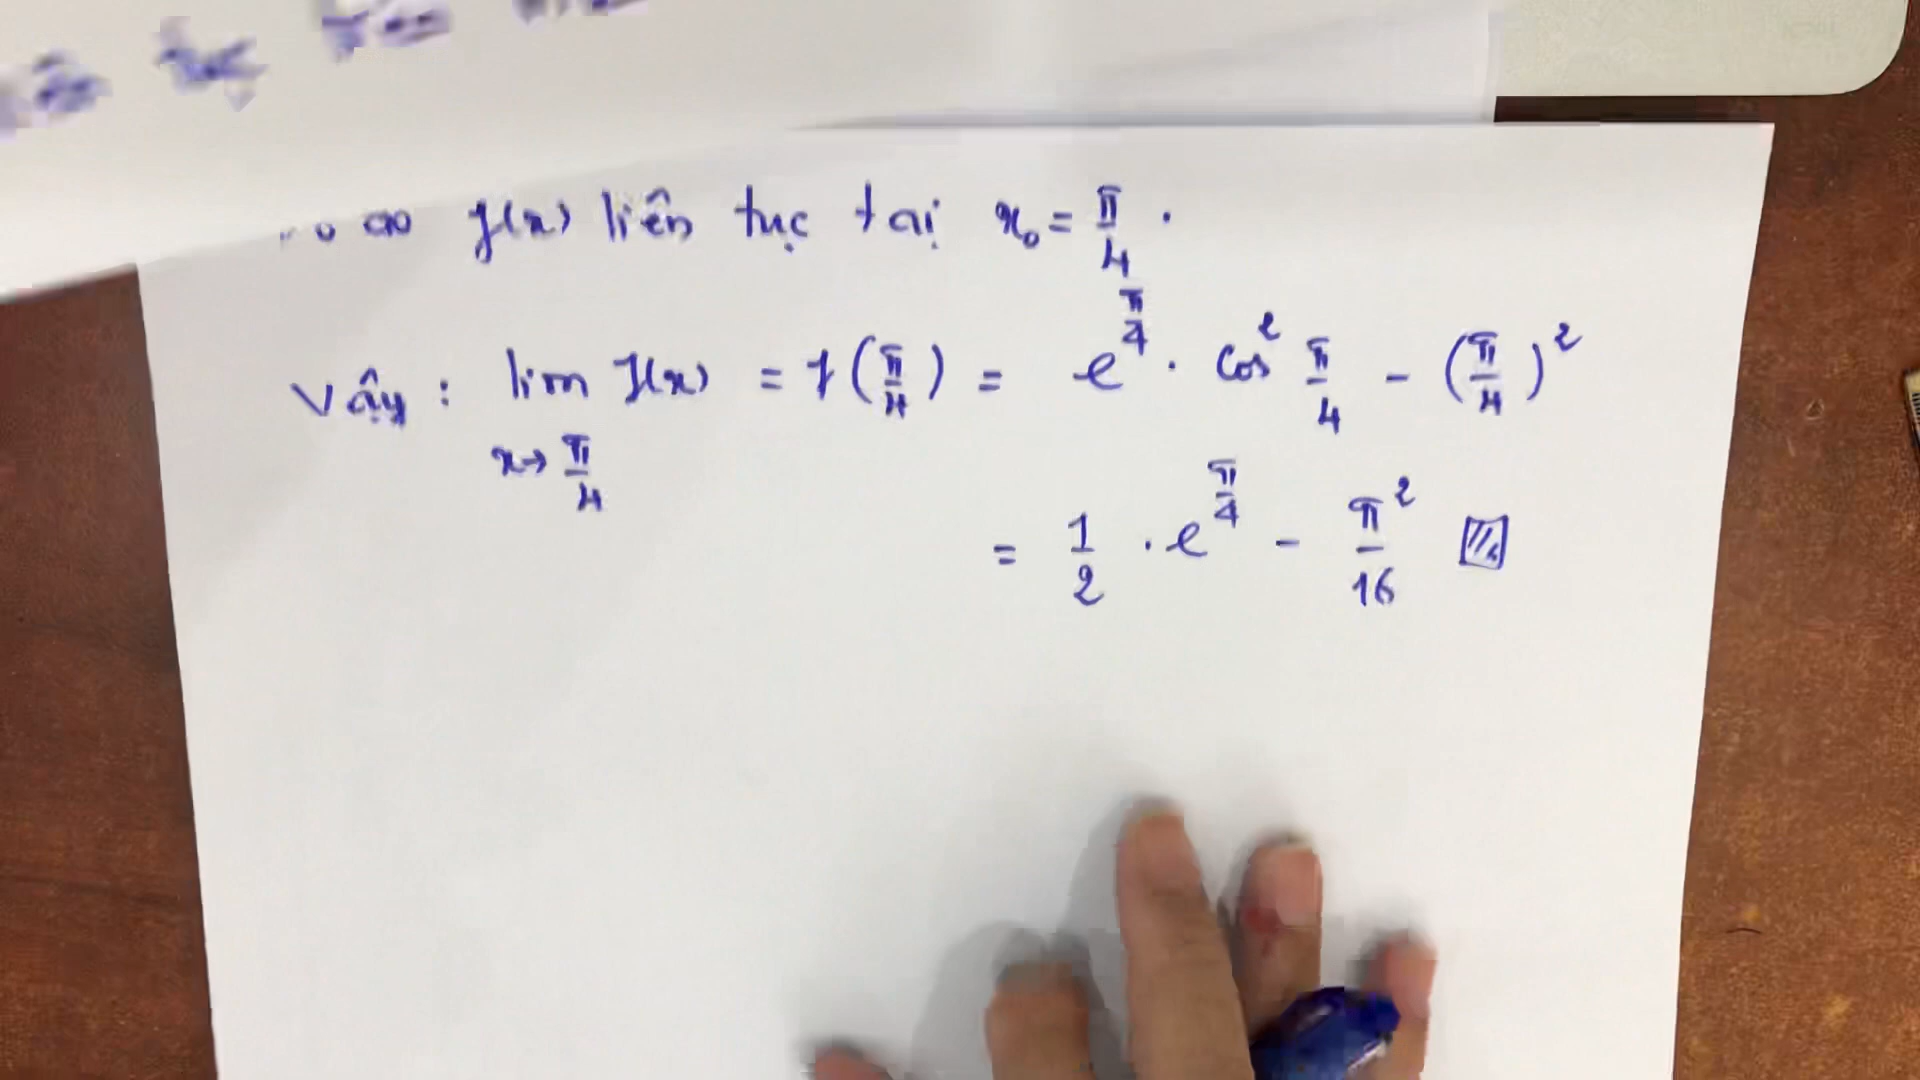 f(x) liên tục tại x₀ = π/4 .
Vậy : lim f(x) = f(π/4) = e^(π/4) . cos² π/4 - (π/4)²
x→π/4
= 1/2 . e^(π/4) - π²/16